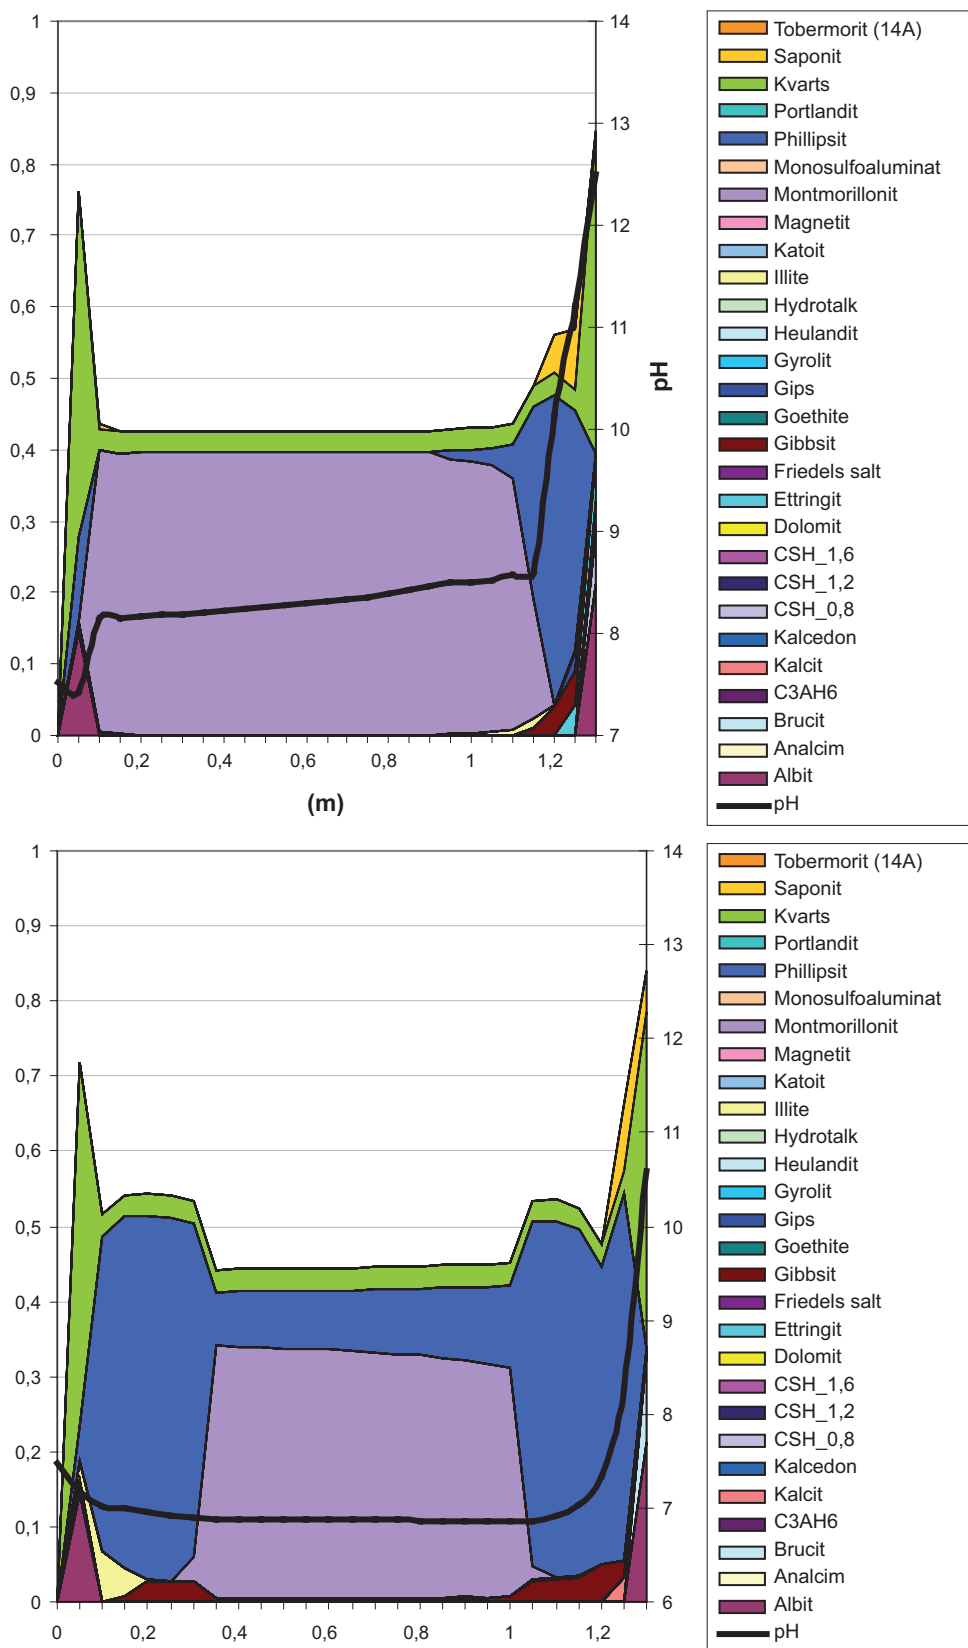 1
0,9
0,8
0,7
0,6
0,5
0,4
0,3
0,2
0,1
0
0
0,2
0,4
0,6
0,8
1
1,2
(m)
14
13
12
11
10
9
8
7
pH
Tobermorit (14A)
Saponit
Kvarts
Portlandit
Phillipsit
Monosulfoaluminat
Montmorillonit
Magnetit
Katoit
Illite
Hydrotalk
Heulandit
Gyrolit
Gips
Goethite
Gibbsit
Friedels salt
Ettringit
Dolomit
CSH_1,6
CSH_1,2
CSH_0,8
Kalcedon
Kalcit
C3AH6
Brucit
Analcim
Albit
pH
1
0,9
0,8
0,7
0,6
0,5
0,4
0,3
0,2
0,1
0
0
0,2
0,4
0,6
0,8
1
1,2
14
13
12
11
10
9
8
7
6
Tobermorit (14A)
Saponit
Kvarts
Portlandit
Phillipsit
Monosulfoaluminat
Montmorillonit
Magnetit
Katoit
Illite
Hydrotalk
Heulandit
Gyrolit
Gips
Goethite
Gibbsit
Friedels salt
Ettringit
Dolomit
CSH_1,6
CSH_1,2
CSH_0,8
Kalcedon
Kalcit
C3AH6
Brucit
Analcim
Albit
pH